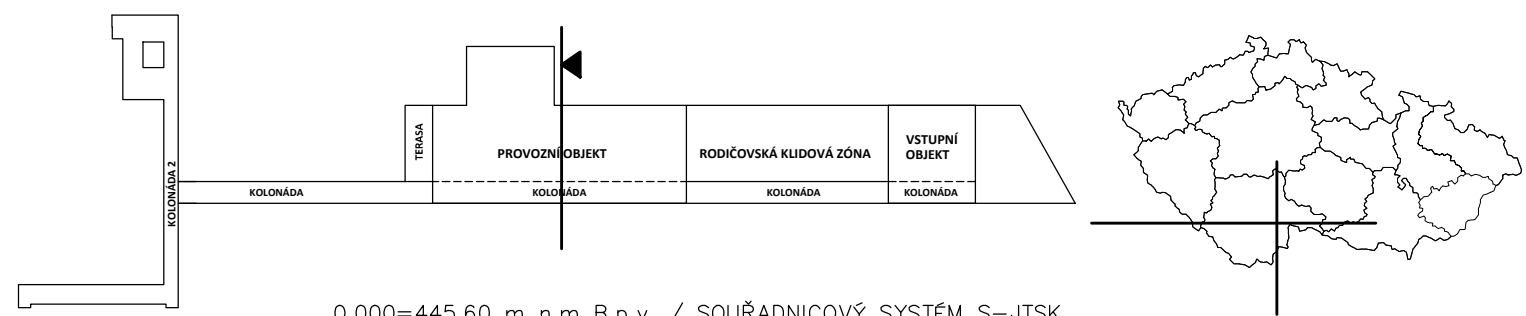 KOLONÁDA 2
KOLONÁDA
TERASA
PROVOZNÍ OBJEKT
KOLONÁDA
RODIČOVSKÁ KLIDOVÁ ZÓNA
KOLONÁDA
VSTUPNÍ
OBJEKT
KOLONÁDA
0,000=445,60 m n.m. B.p.v. / SOUŘADNICOVÝ SYSTÉM S-JTSK